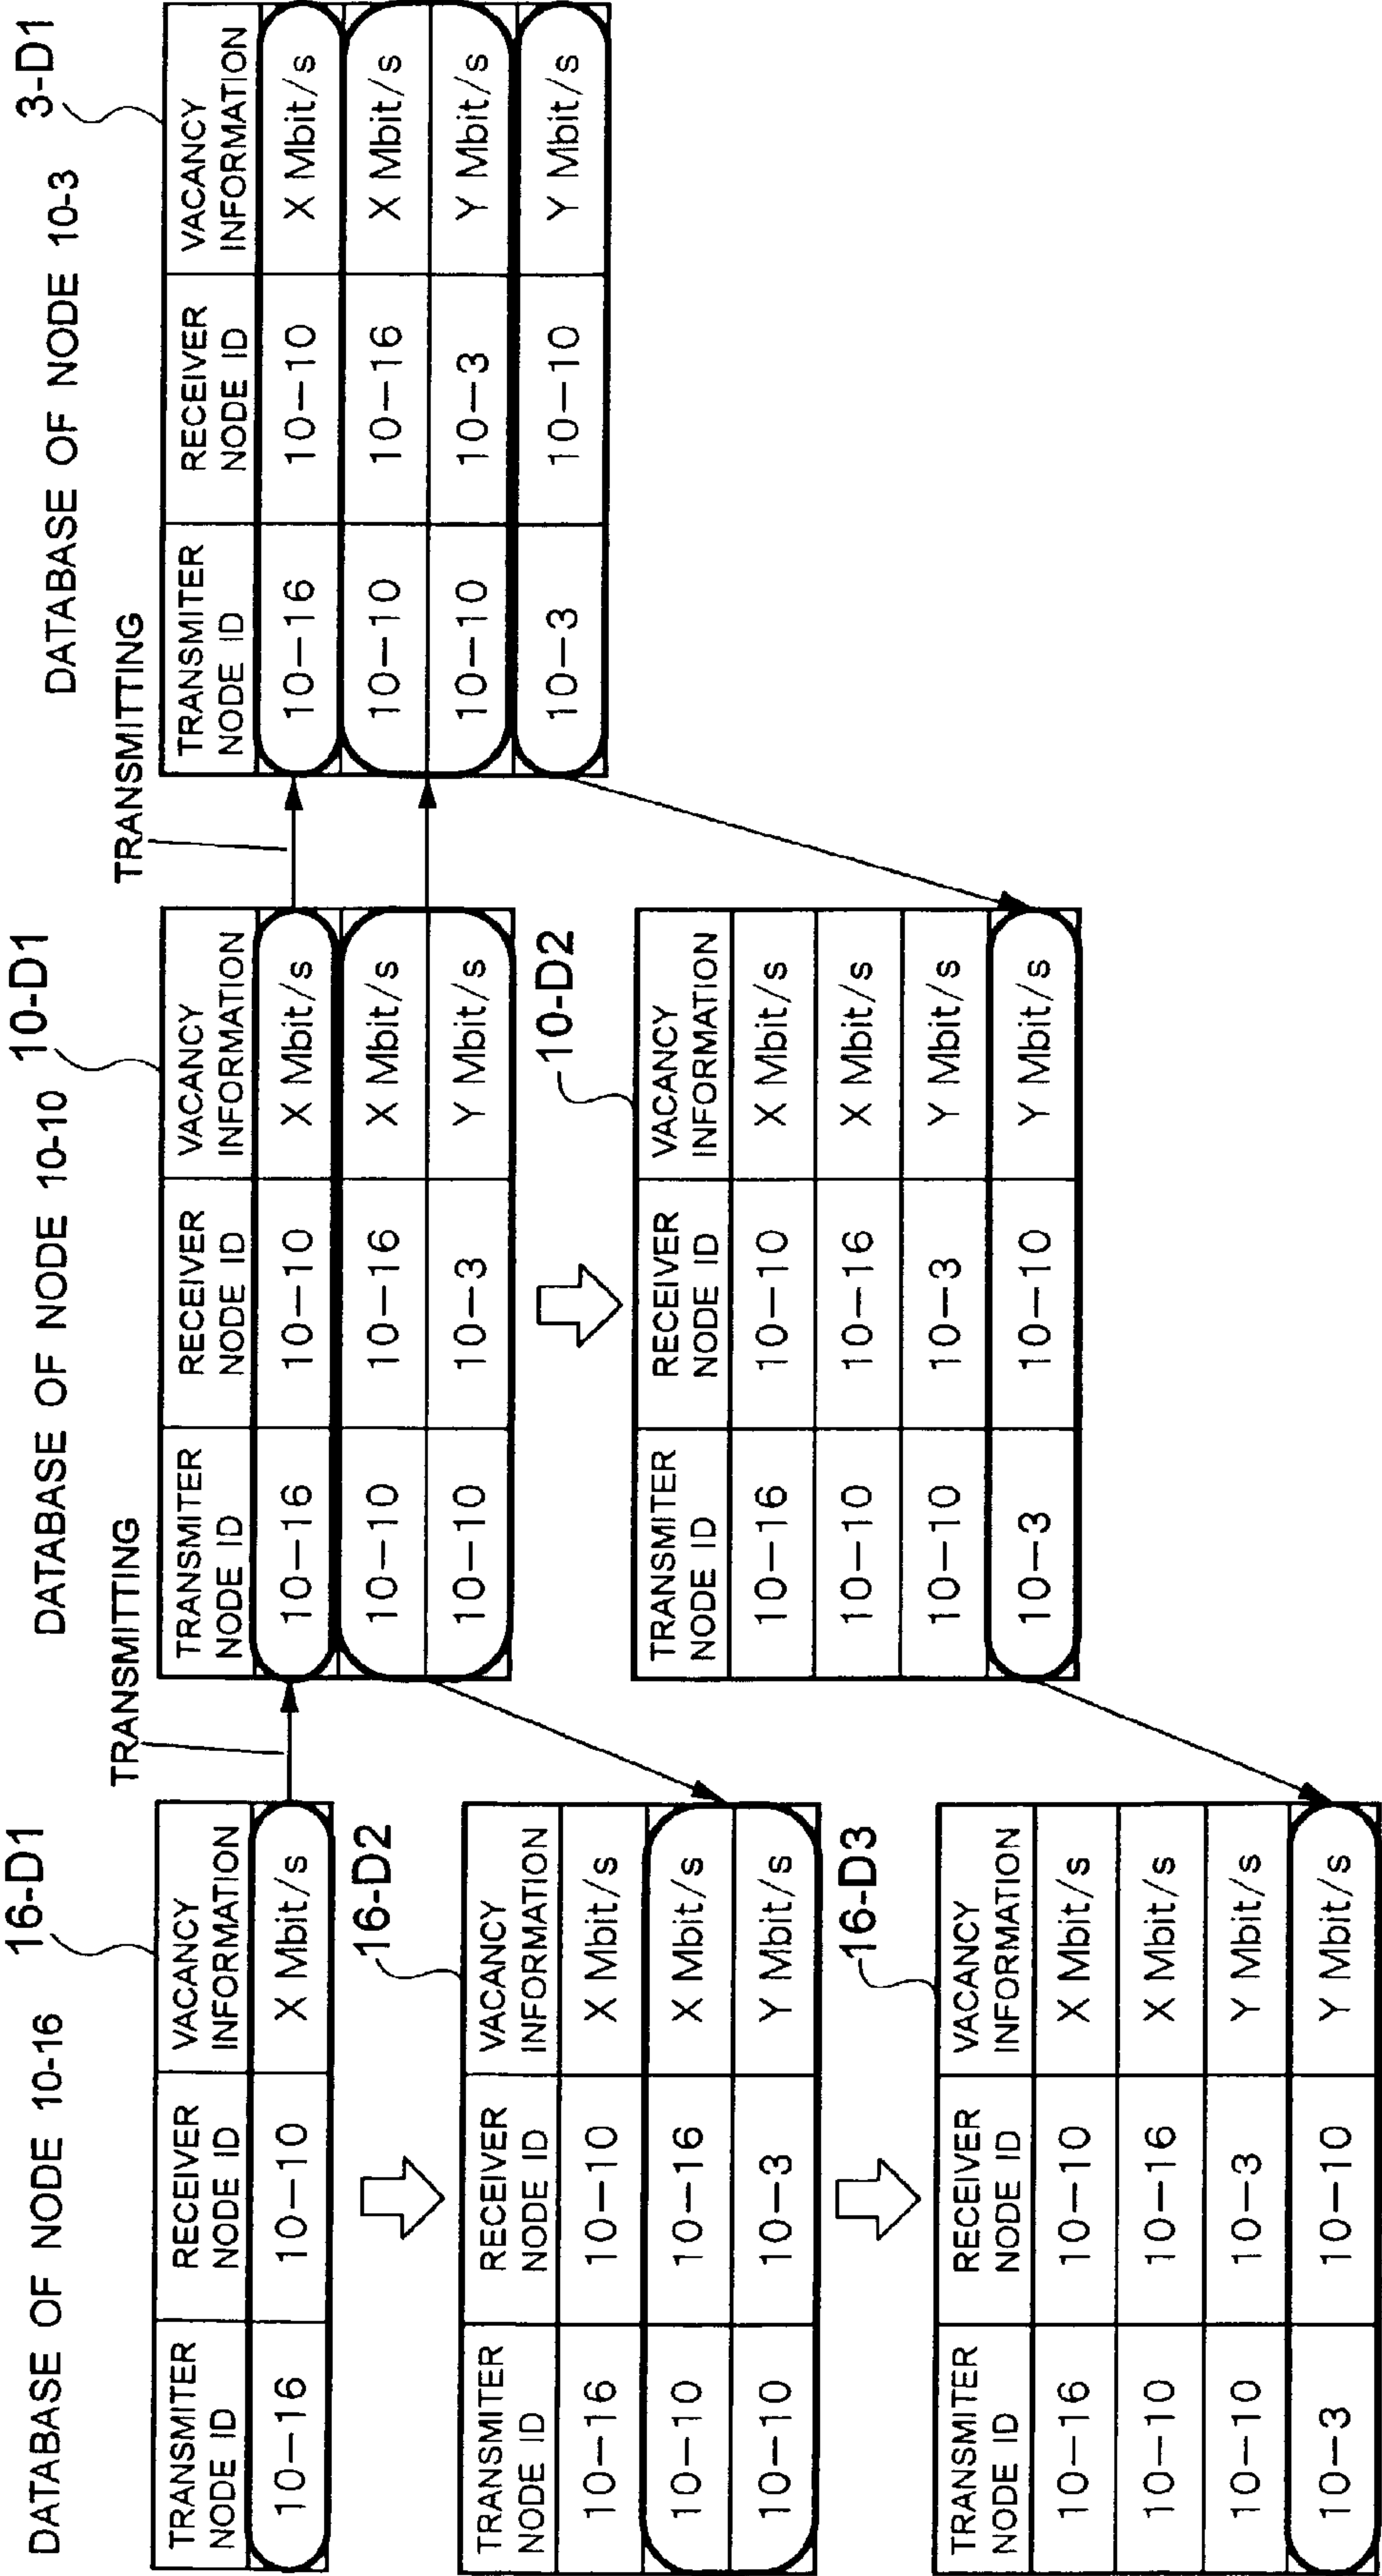 DATABASE OF NODE 10-16
16-D1
TRANSMITER NODE ID RECEIVER NODE ID VACANCY INFORMATION
10-16 10-10 X Mbit/s
TRANSMITTING
16-D2
TRANSMITER NODE ID RECEIVER NODE ID VACANCY INFORMATION
10-16 10-10 X Mbit/s
10-10 10-16 X Mbit/s
10-10 10-3 Y Mbit/s
16-D3
TRANSMITER NODE ID RECEIVER NODE ID VACANCY INFORMATION
10-16 10-10 X Mbit/s
10-10 10-16 X Mbit/s
10-10 10-3 Y Mbit/s
10-3 10-10 Y Mbit/s
DATABASE OF NODE 10-10
10-D1
TRANSMITER NODE ID RECEIVER NODE ID VACANCY INFORMATION
10-16 10-10 X Mbit/s
10-10 10-16 X Mbit/s
10-10 10-3 Y Mbit/s
TRANSMITTING
10-D2
TRANSMITER NODE ID RECEIVER NODE ID VACANCY INFORMATION
10-16 10-10 X Mbit/s
10-10 10-16 X Mbit/s
10-10 10-3 Y Mbit/s
10-3 10-10 Y Mbit/s
DATABASE OF NODE 10-3
3-D1
TRANSMITER NODE ID RECEIVER NODE ID VACANCY INFORMATION
10-16 10-10 X Mbit/s
10-10 10-16 X Mbit/s
10-10 10-3 Y Mbit/s
10-3 10-10 Y Mbit/s